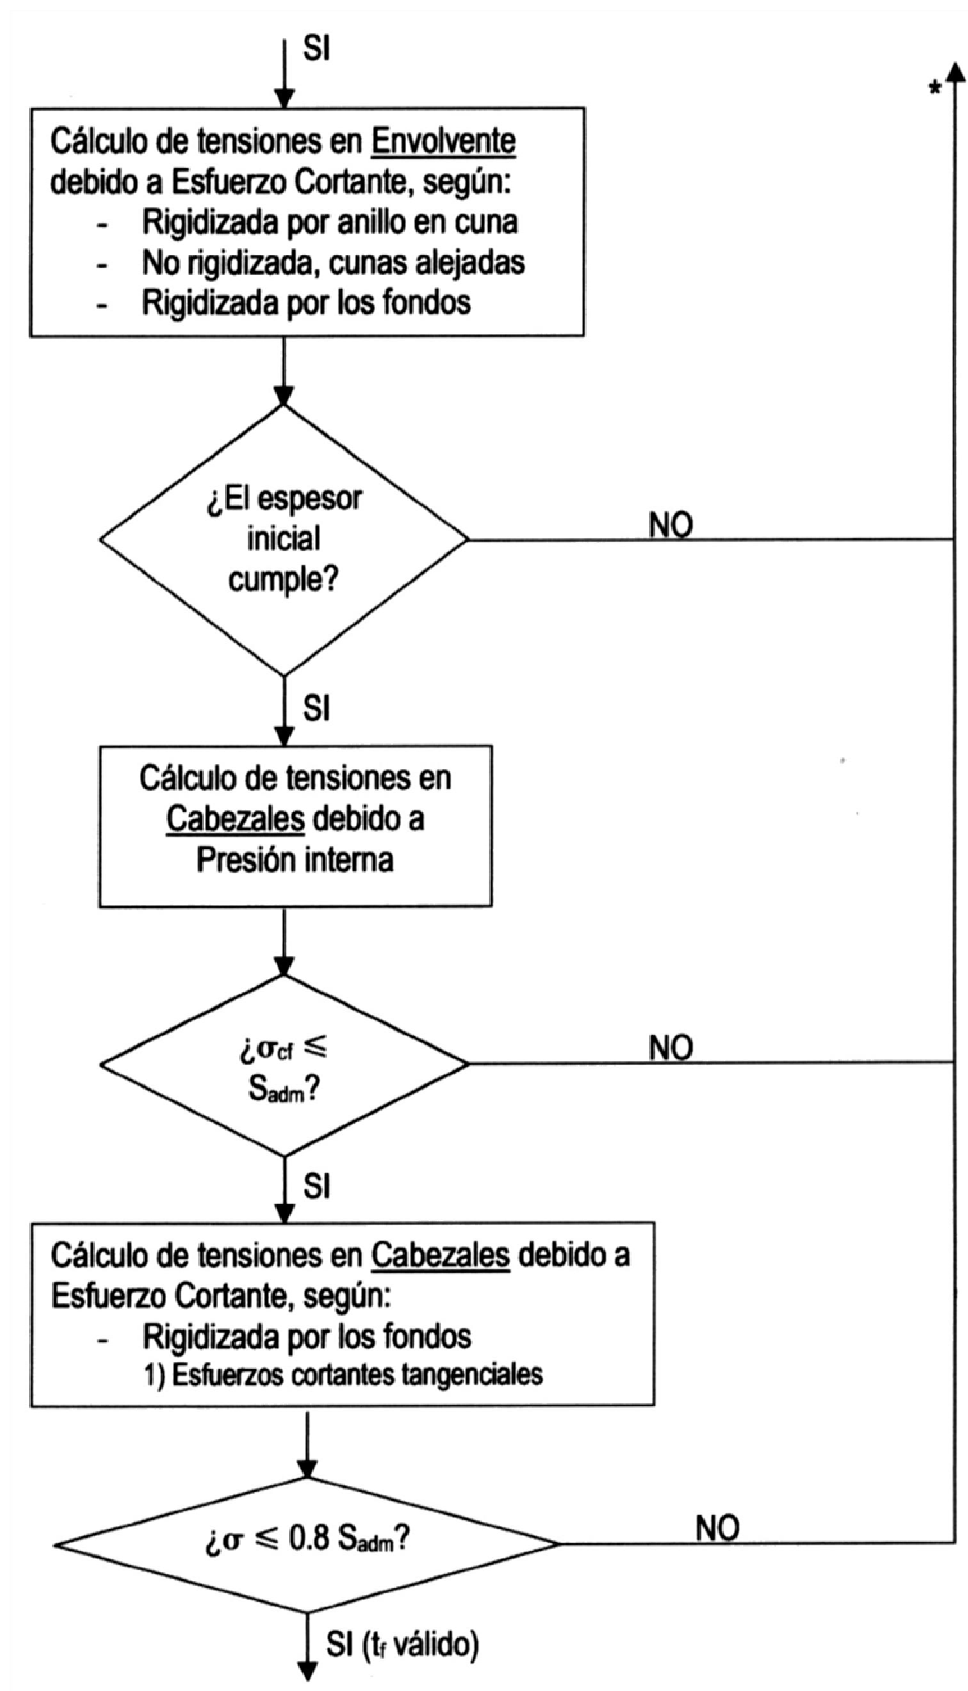 SI
*
Cálculo de tensiones en Envolvente
debido a Esfuerzo Cortante, según:
- Rigidizada por anillo en cuna
- No rigidizada, cunas alejadas
- Rigidizada por los fondos
¿El espesor
inicial
cumple?
NO
SI
Cálculo de tensiones en
Cabezales debido a
Presión interna
¿σcf ≤
Sadm?
NO
SI
Cálculo de tensiones en Cabezales debido a
Esfuerzo Cortante, según:
- Rigidizada por los fondos
1) Esfuerzos cortantes tangenciales
¿σ ≤ 0.8 Sadm?
NO
SI (tf válido)